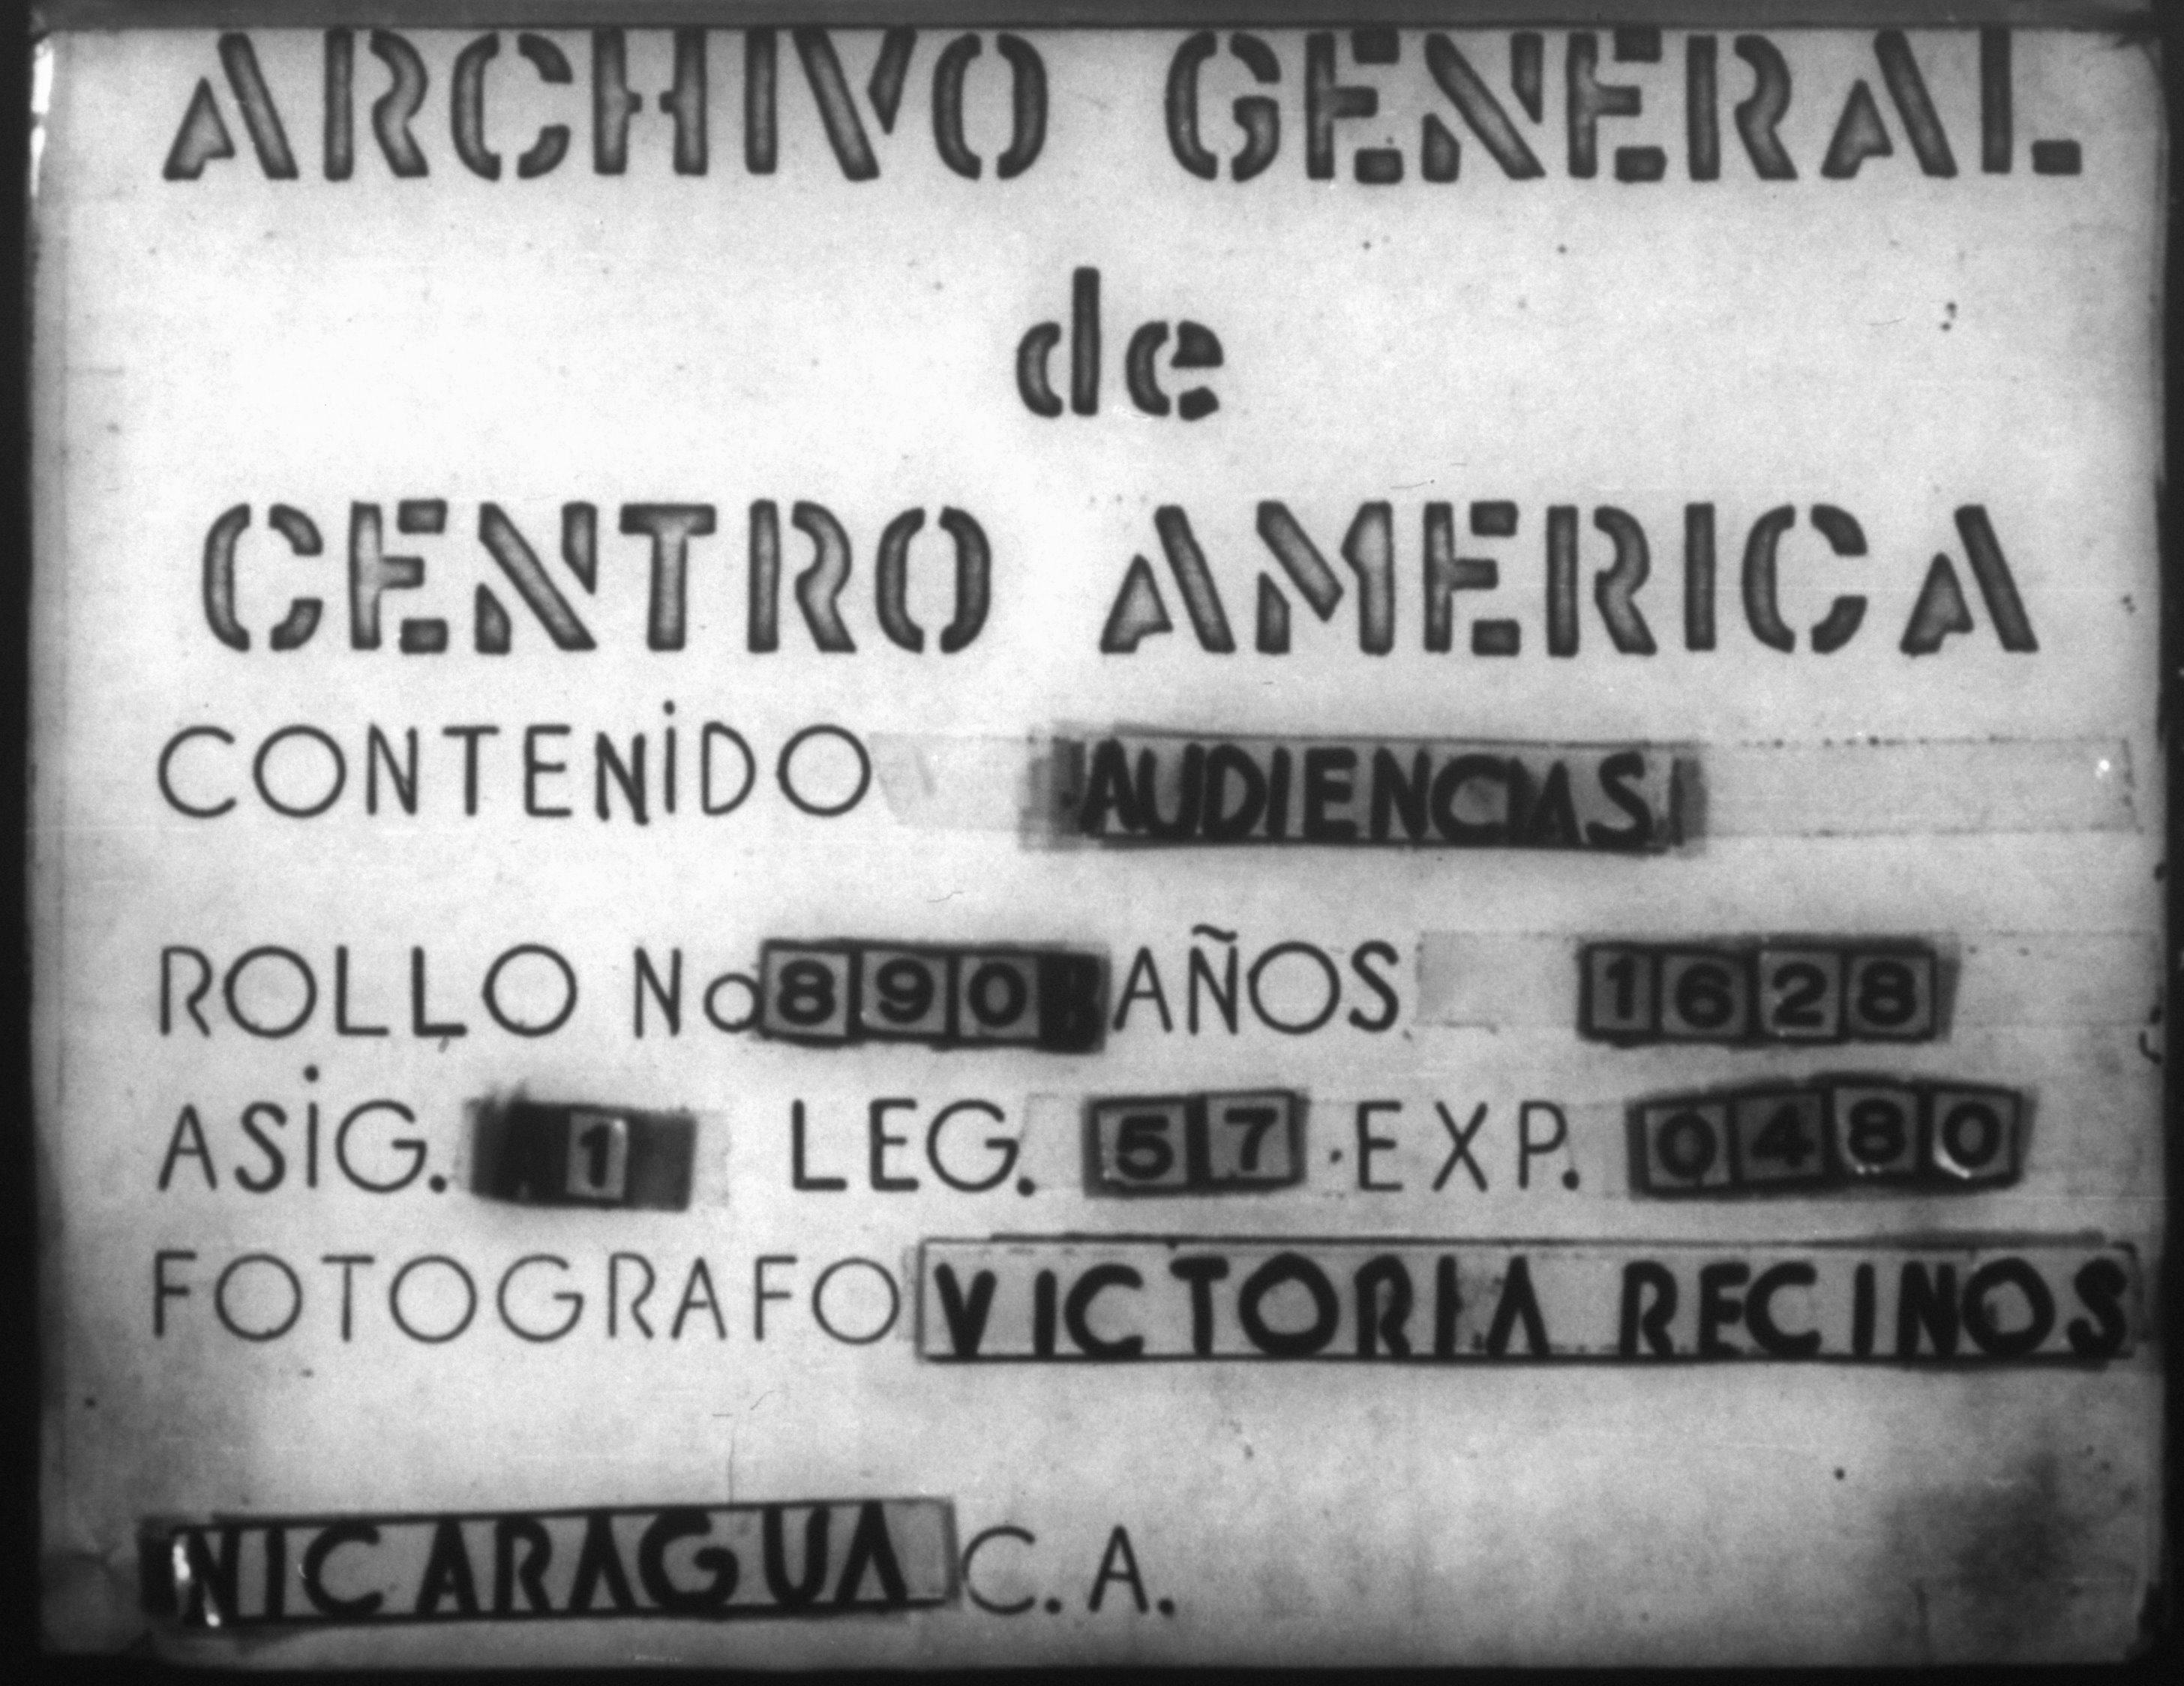 ARCHIVO GENERAL
de
CENTRO AMERICA
CONTENIDO AUDIENCIAS
ROLLO No 890 AÑOS 1628
ASIG. 1 LEG. 57 . EXP. 0480
FOTOGRAFO VICTORIA RECINOS
NICARAGUA C.A.